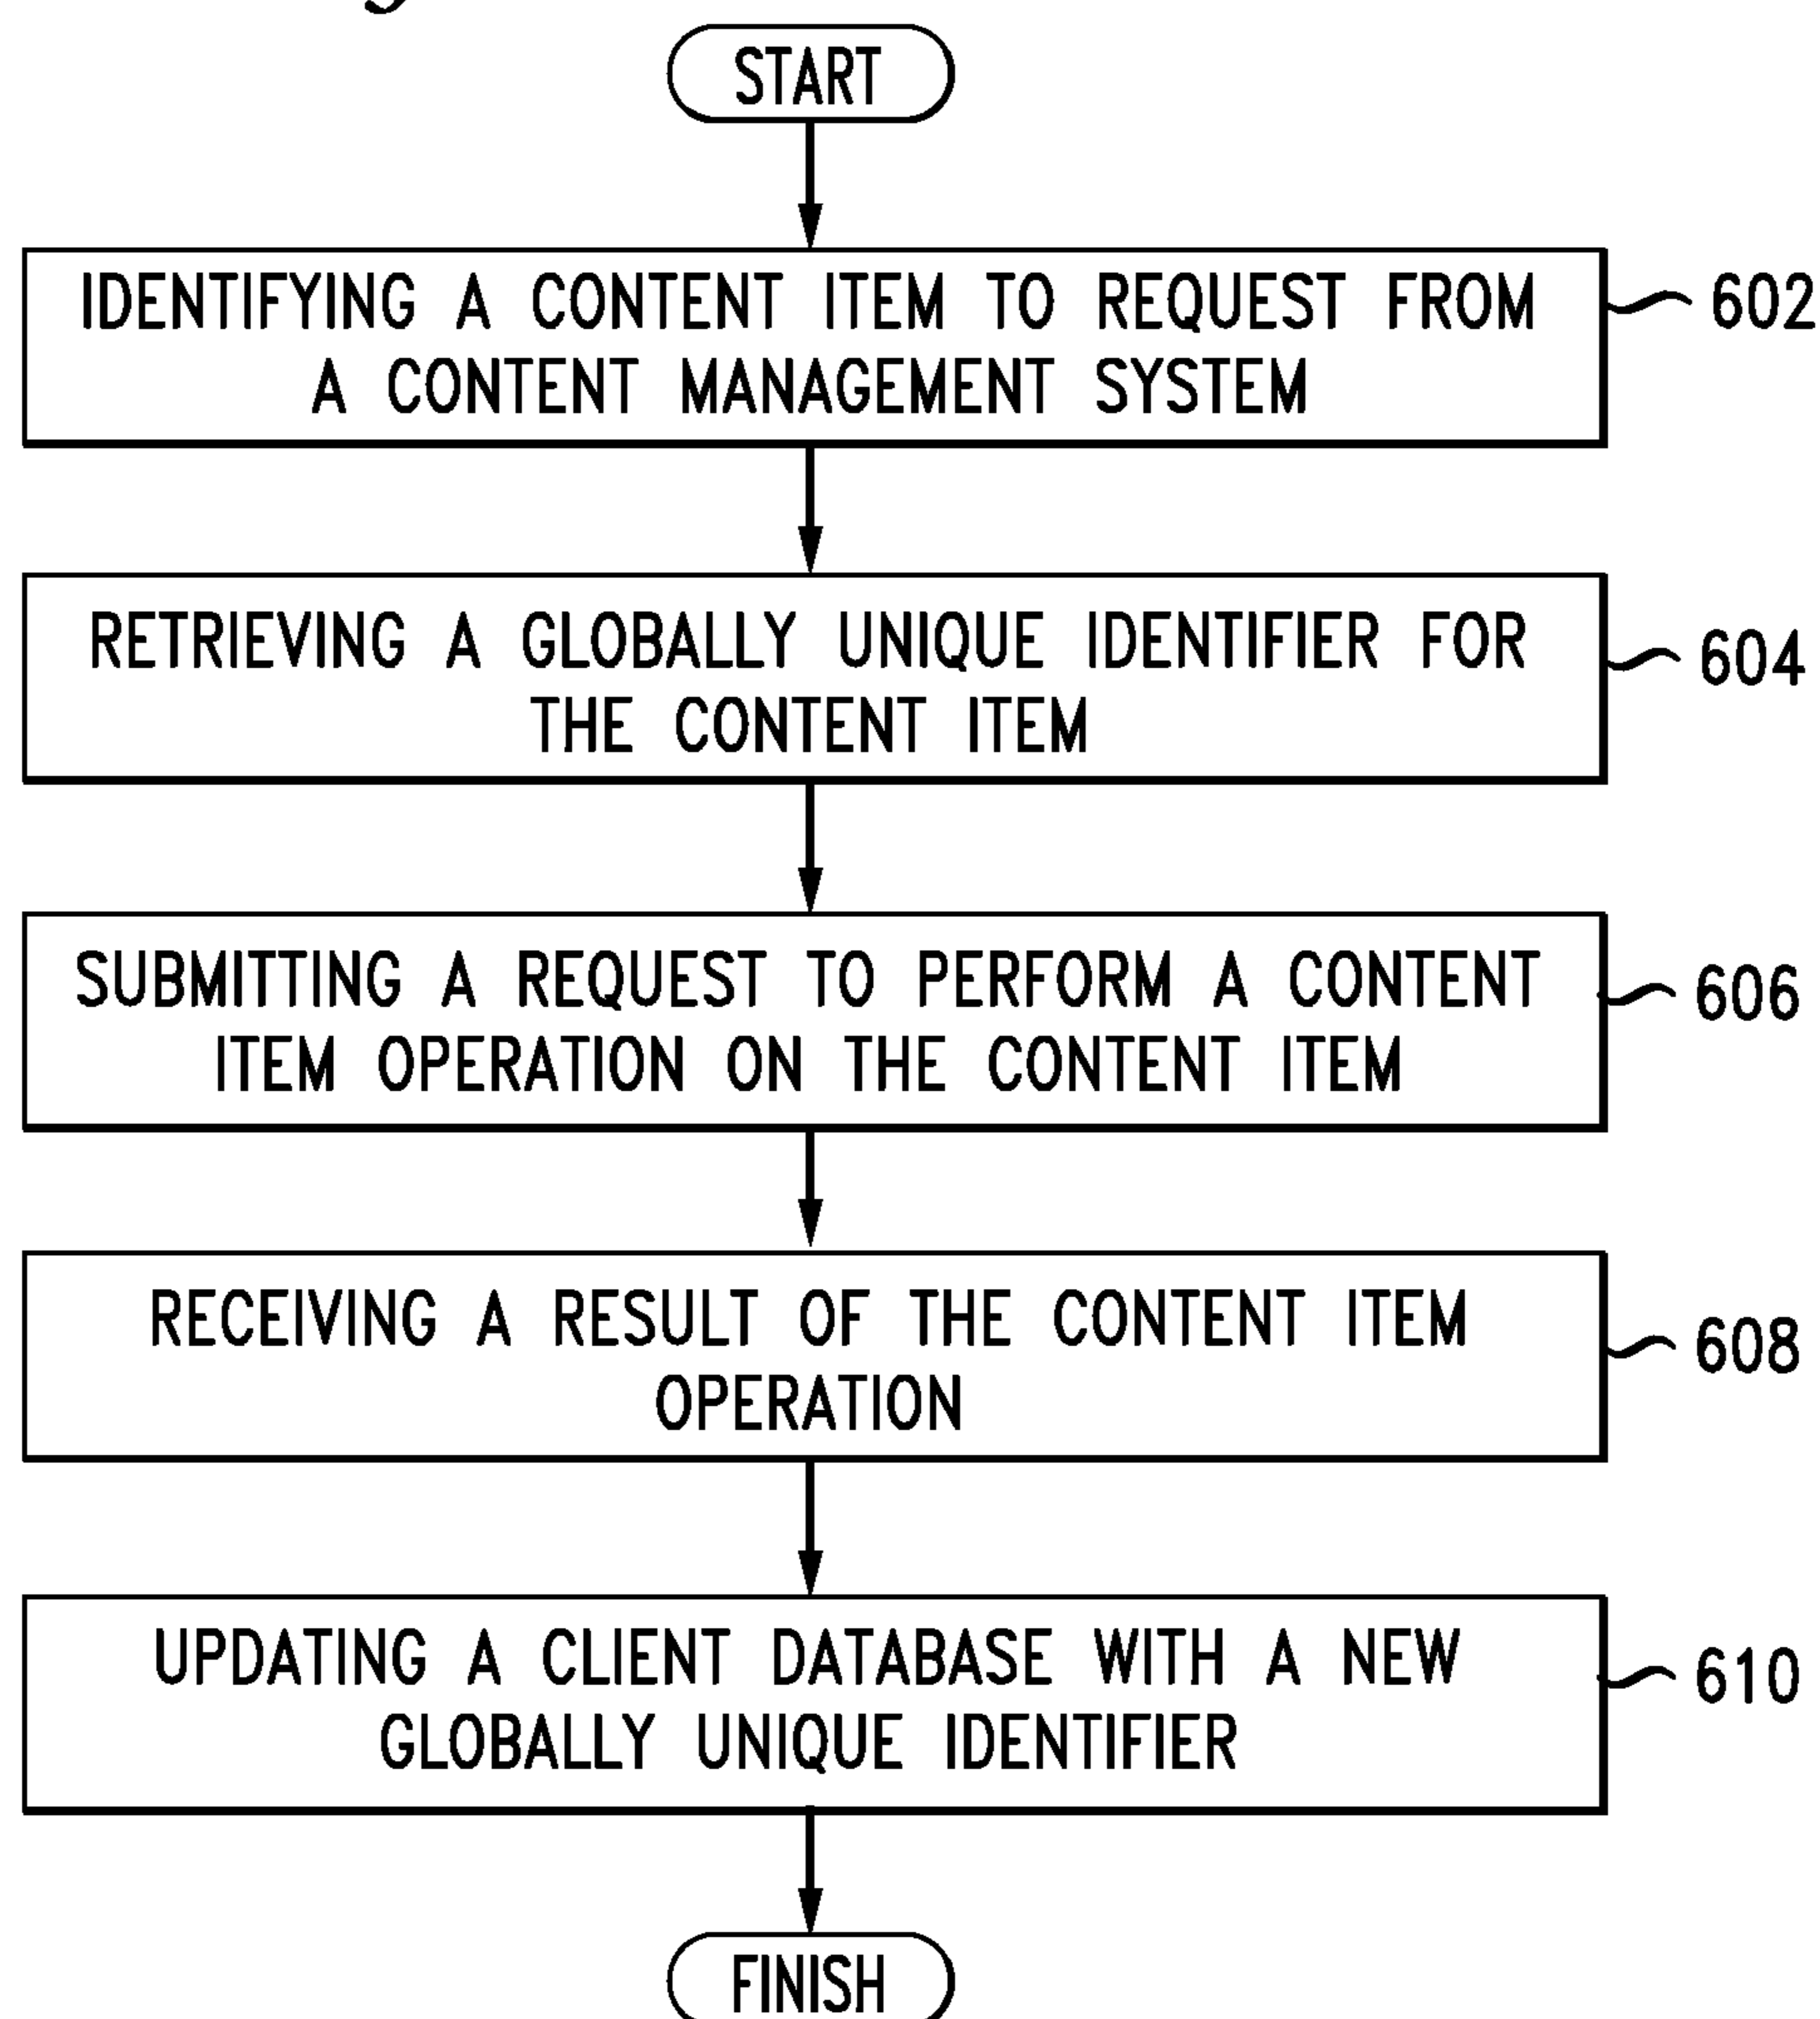 START
IDENTIFYING A CONTENT ITEM TO REQUEST FROM
A CONTENT MANAGEMENT SYSTEM
602
RETRIEVING A GLOBALLY UNIQUE IDENTIFIER FOR
THE CONTENT ITEM
604
SUBMITTING A REQUEST TO PERFORM A CONTENT
ITEM OPERATION ON THE CONTENT ITEM
606
RECEIVING A RESULT OF THE CONTENT ITEM
OPERATION
608
UPDATING A CLIENT DATABASE WITH A NEW
GLOBALLY UNIQUE IDENTIFIER
610
FINISH